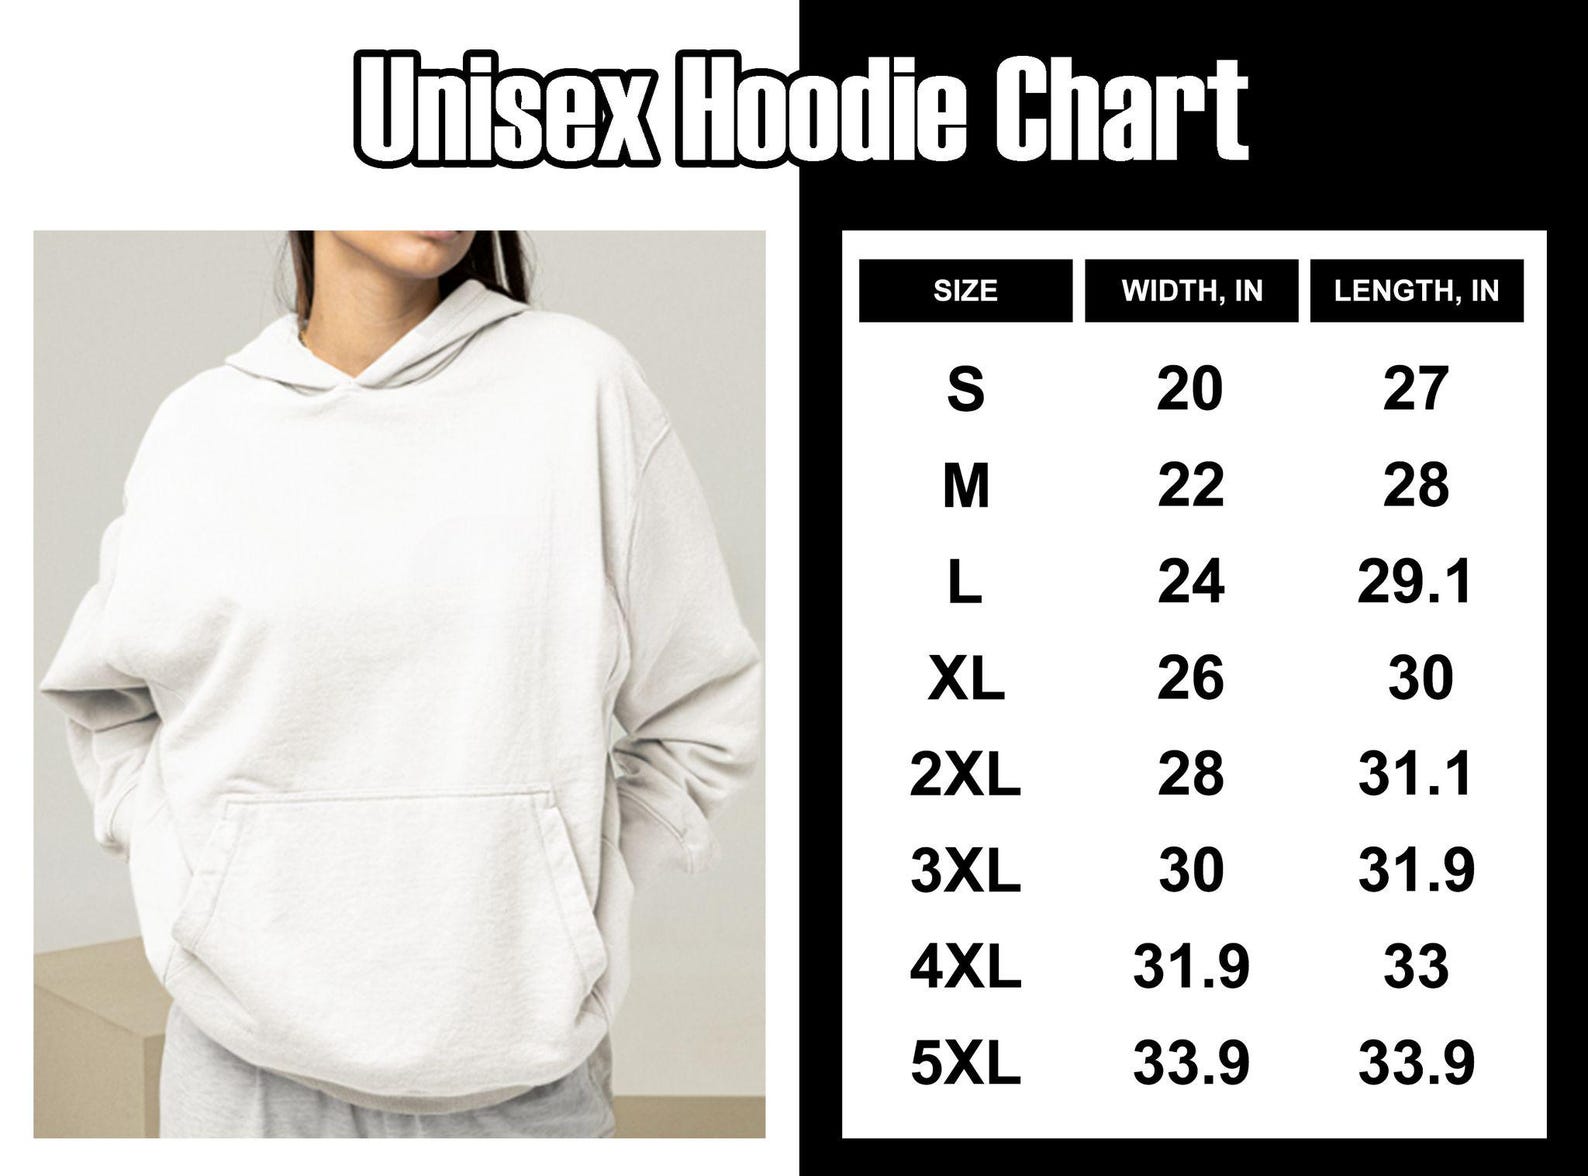 Unisex Hoodie Chart
SIZE WIDTH, IN LENGTH, IN
S 20 27
M 22 28
L 24 29.1
XL 26 30
2XL 28 31.1
3XL 30 31.9
4XL 31.9 33
5XL 33.9 33.9